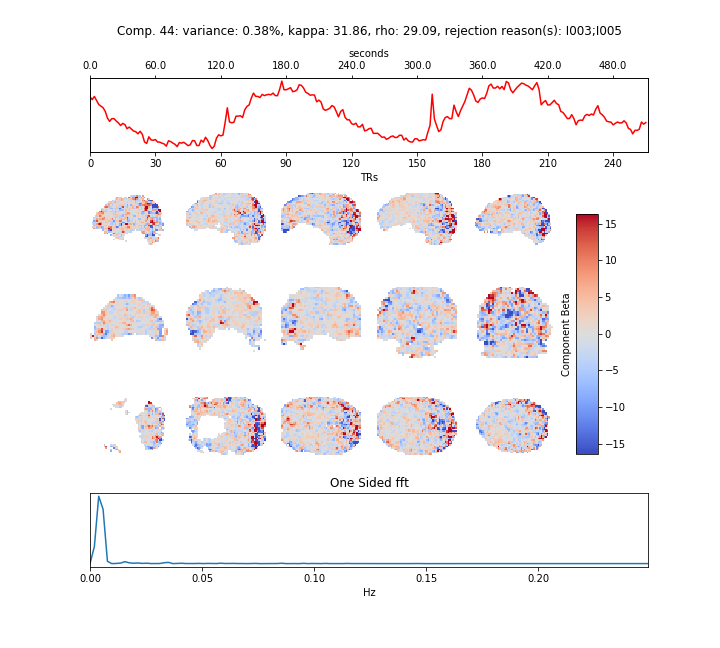 Comp. 44: variance: 0.38%, kappa: 31.86, rho: 29.09, rejection reason(s): I003;I005
seconds
0.0 60.0 120.0 180.0 240.0 300.0 360.0 420.0 480.0
0 30 60 90 120 150 180 210 240
TRs
15
10
5
0
−5
−10
−15
Component Beta
One Sided fft
0.00 0.05 0.10 0.15 0.20
Hz